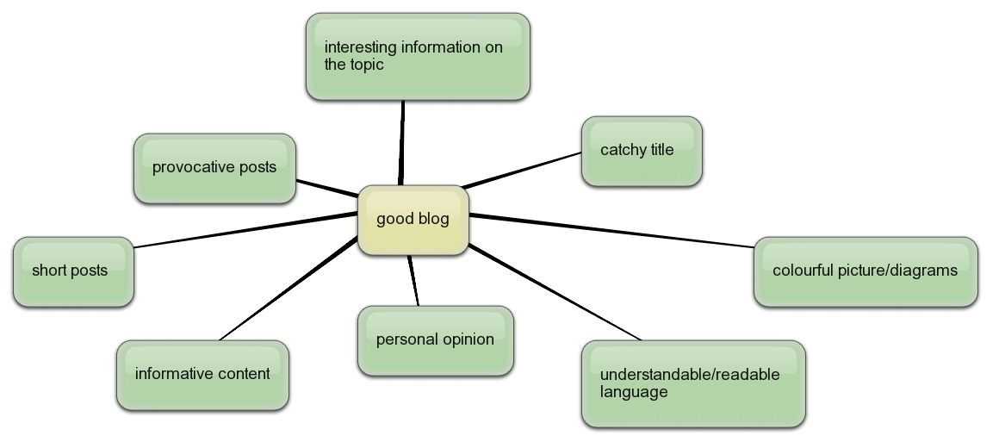 interesting information on
the topic
catchy title
provocative posts
good blog
short posts
colourful picture/diagrams
personal opinion
informative content
understandable/readable
language